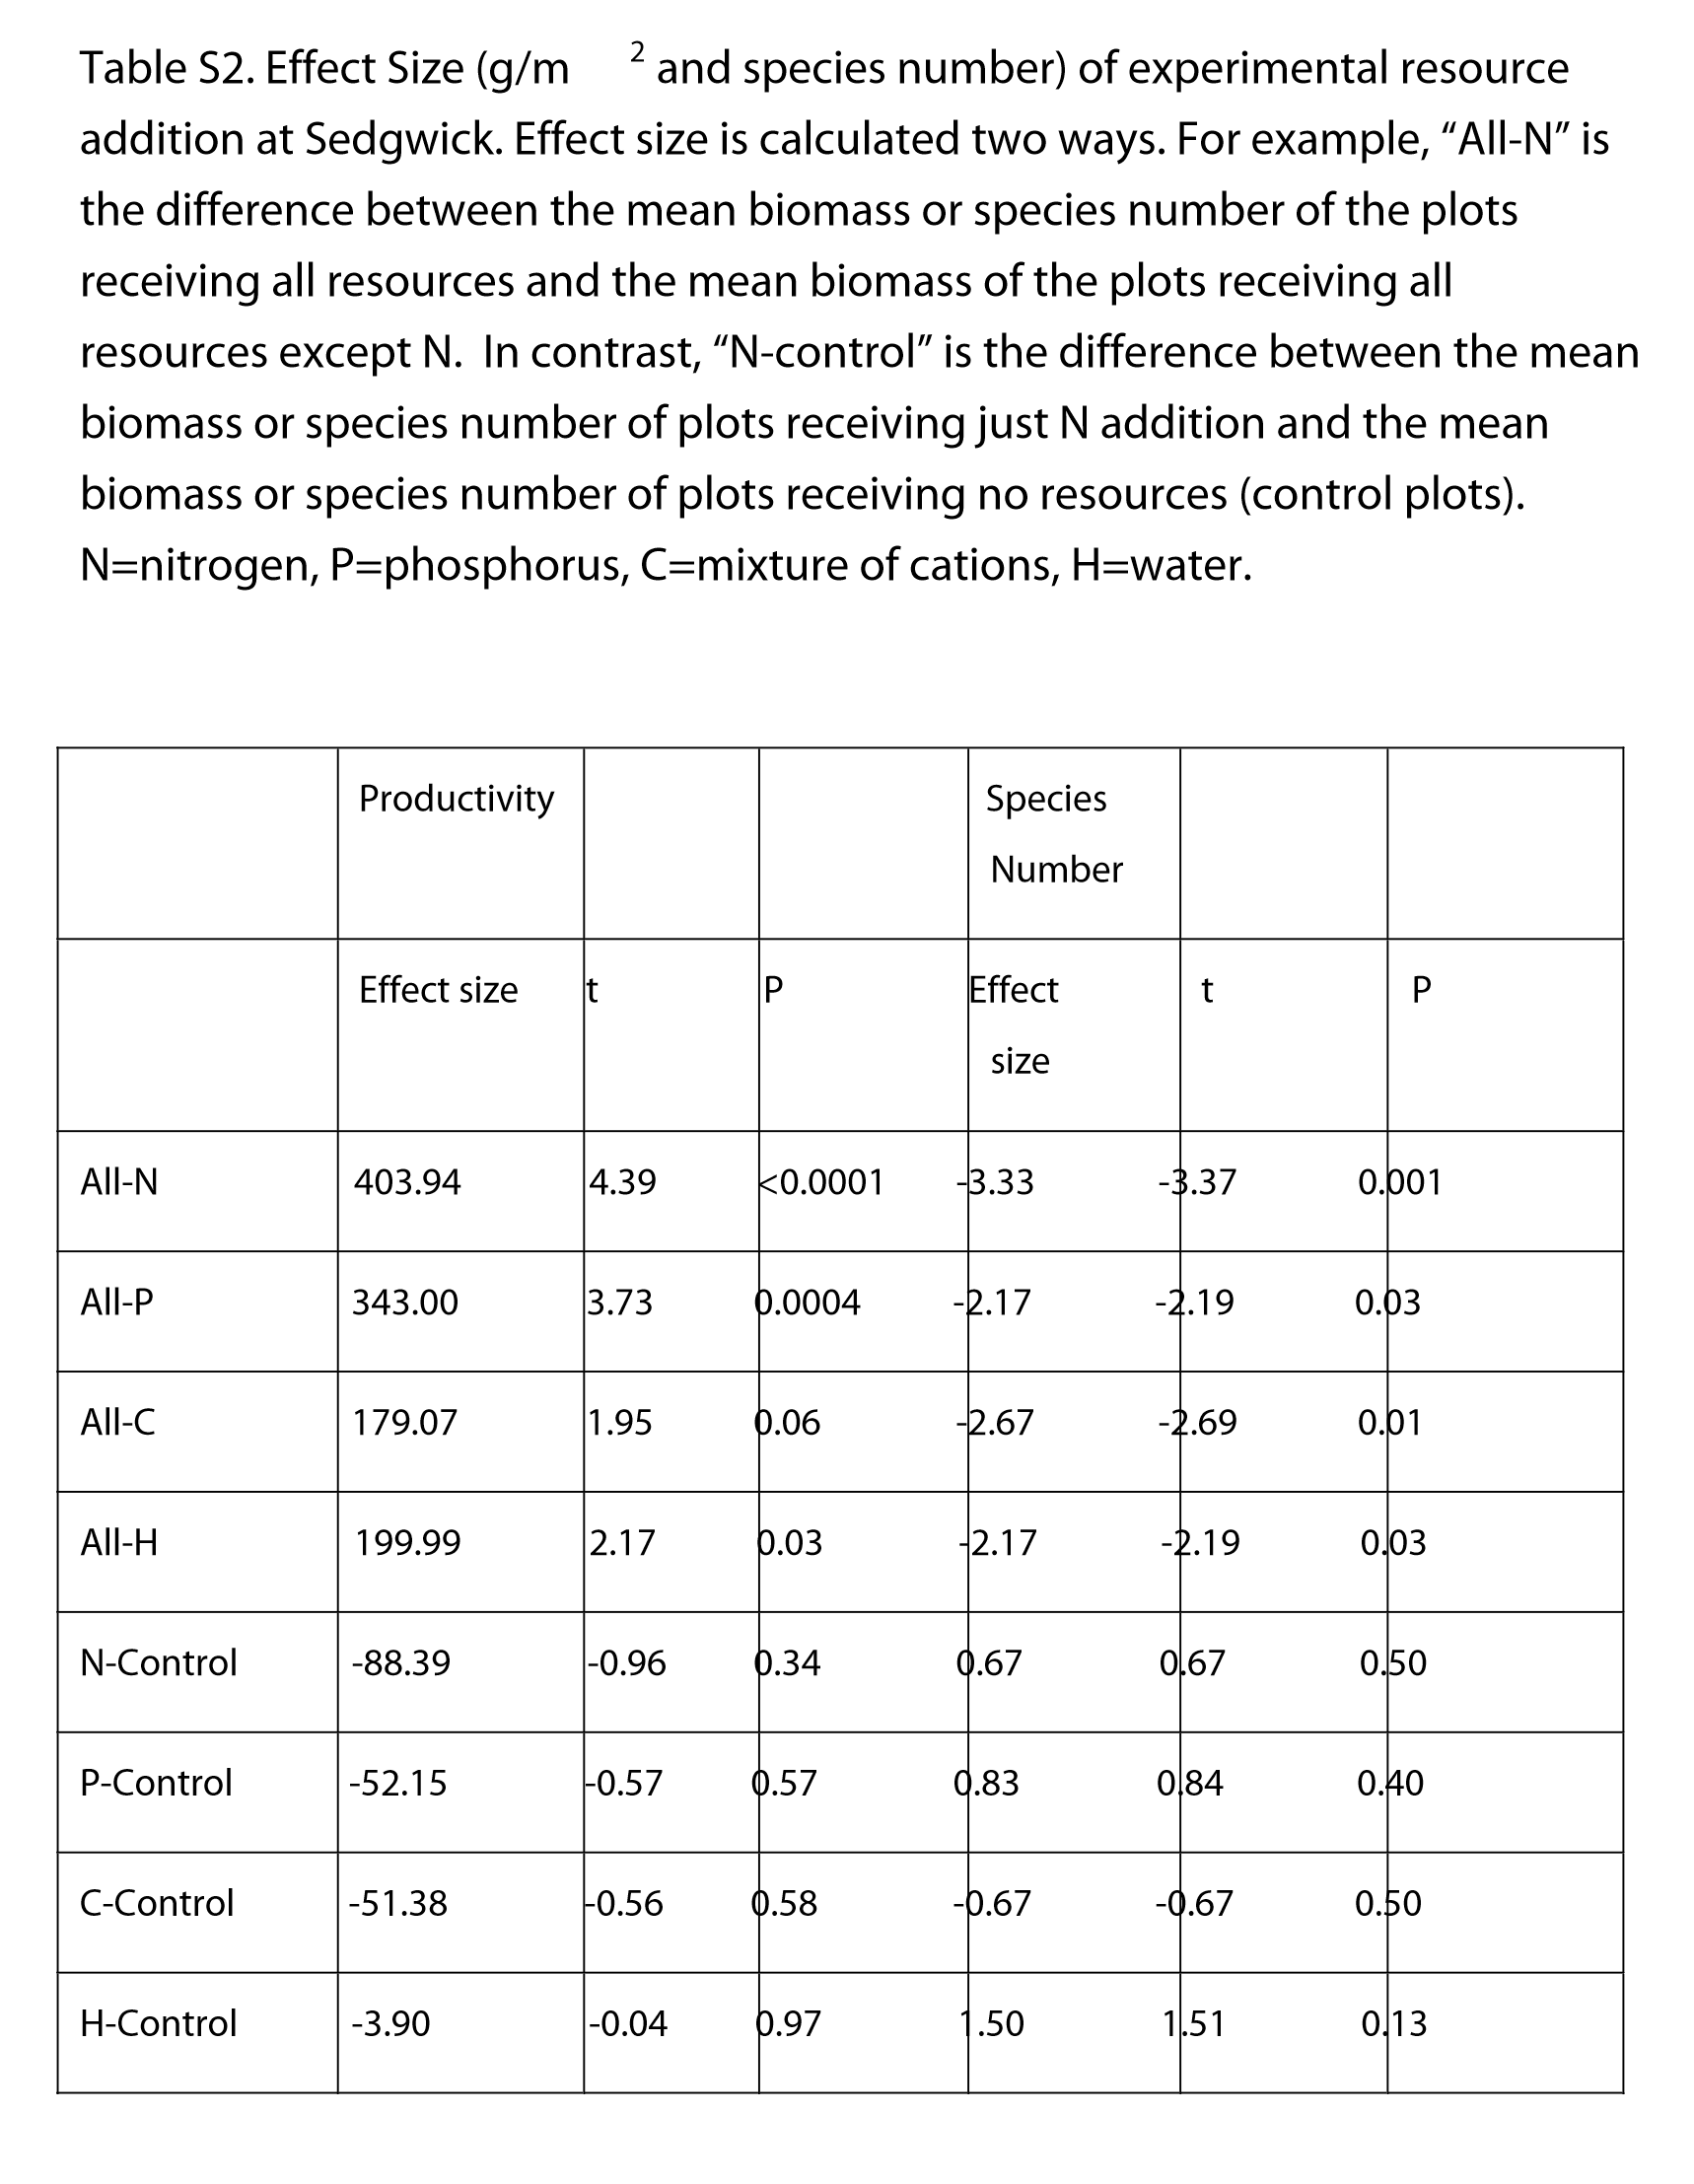 Table S2. Effect Size (g/m 2 and species number) of experimental resource
addition at Sedgwick. Effect size is calculated two ways. For example, “All-N” is
the difference between the mean biomass or species number of the plots
receiving all resources and the mean biomass of the plots receiving all
resources except N.  In contrast, “N-control” is the difference between the mean
biomass or species number of plots receiving just N addition and the mean
biomass or species number of plots receiving no resources (control plots).
N=nitrogen, P=phosphorus, C=mixture of cations, H=water.
Productivity Species
Number
Effect size t P Effect t P
size
All-N 403.94 4.39 <0.0001 -3.33 -3.37 0.001
All-P 343.00 3.73 0.0004 -2.17 -2.19 0.03
All-C 179.07 1.95 0.06 -2.67 -2.69 0.01
All-H 199.99 2.17 0.03 -2.17 -2.19 0.03
N-Control -88.39 -0.96 0.34 0.67 0.67 0.50
P-Control -52.15 -0.57 0.57 0.83 0.84 0.40
C-Control -51.38 -0.56 0.58 -0.67 -0.67 0.50
H-Control -3.90 -0.04 0.97 1.50 1.51 0.13